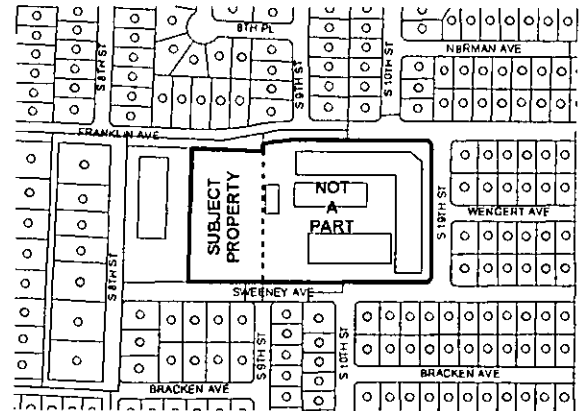 8TH PL
NORMAN AVE
S 8TH ST
S 9TH ST
S 10TH ST
FRANKLIN AVE
SUBJECT
PROPERTY
NOT
A
PART
S 10TH ST
WENGERT AVE
S 8TH ST
SWEENEY AVE
S 9TH ST
S 10TH ST
BRACKEN AVE
BRACKEN AVE